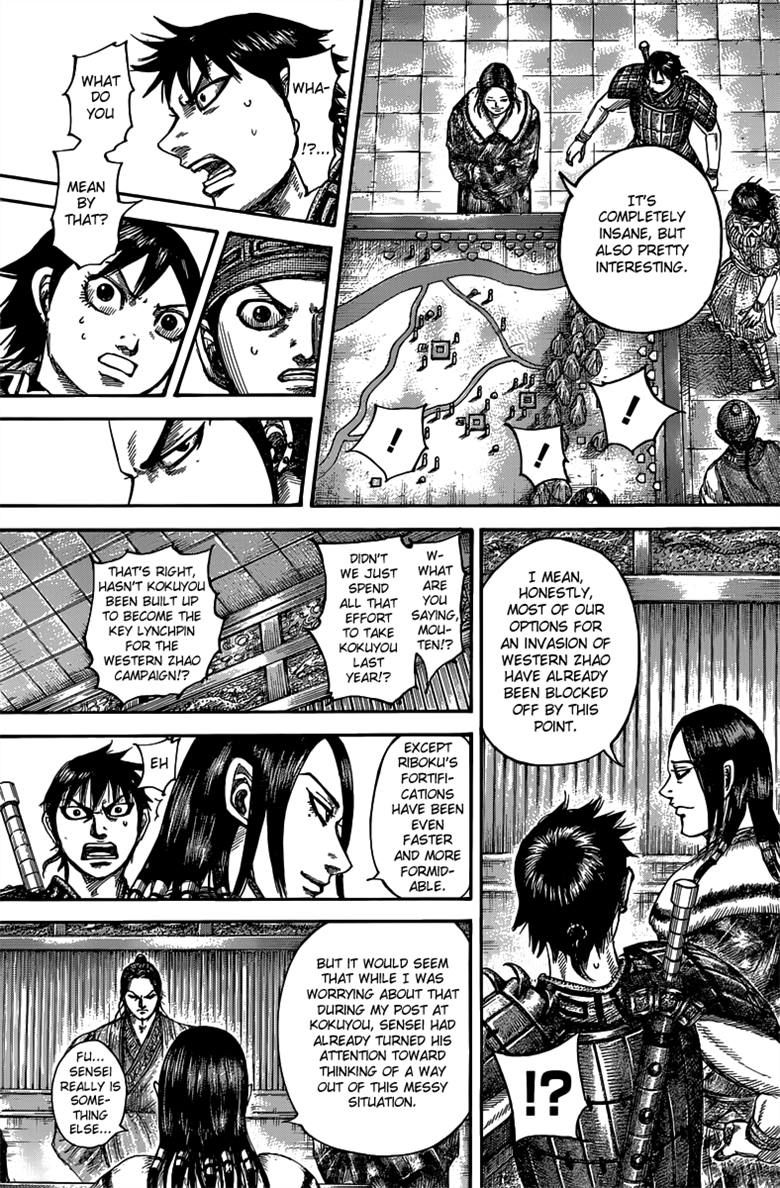 IT'S
COMPLETELY
INSANE, BUT
ALSO PRETTY
INTERESTING.
!
!
!
WHA-
!?...
WHAT
DO
YOU
MEAN
BY
THAT?
I MEAN,
HONESTLY,
MOST OF OUR
OPTIONS FOR
AN INVASION OF
WESTERN ZHAO
HAVE ALREADY
BEEN BLOCKED
OFF BY THIS
POINT.
!?
W-
WHAT
ARE
YOU
SAYING,
MOU-
TEN!?
DIDN'T
WE JUST
SPEND
ALL THAT
EFFORT
TO TAKE
KOKUYOU
LAST
YEAR!?
THAT'S RIGHT,
HASN'T KOKUYOU
BEEN BUILT UP
TO BECOME THE
KEY LYNCHPIN
FOR THE
WESTERN ZHAO
CAMPAIGN!?
EXCEPT
RIBOKU'S
FORTIFI-
CATIONS
HAVE BEEN
EVEN
FASTER
AND MORE
FORMID-
ABLE.
EH
BUT IT WOULD SEEM
THAT WHILE I WAS
WORRYING ABOUT THAT
DURING MY POST AT
KOKUYOU, SENSEI HAD
ALREADY TURNED HIS
ATTENTION TOWARD
THINKING OF A WAY
OUT OF THIS MESSY
SITUATION.
FU...
SENSEI
REALLY IS
SOME-
THING
ELSE...